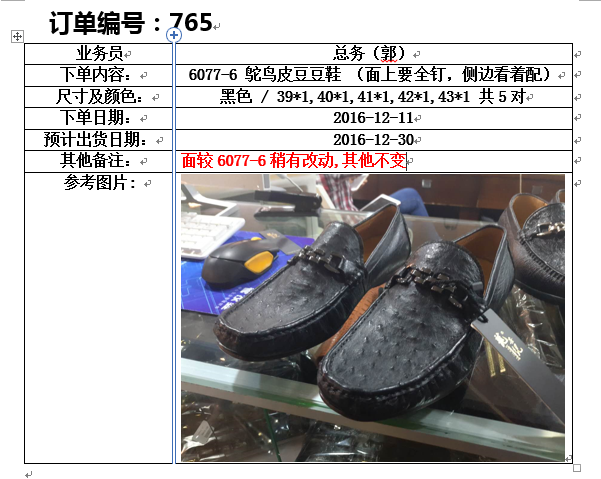 订单编号：765
业务员 总务（郭）
下单内容： 6077-6 鸵鸟皮豆豆鞋 （面上要全钉，侧边看着配）
尺寸及颜色： 黑色 / 39*1,40*1,41*1,42*1,43*1 共5对
下单日期： 2016-12-11
预计出货日期： 2016-12-30
其他备注： 面较6077-6稍有改动,其他不变
参考图片：